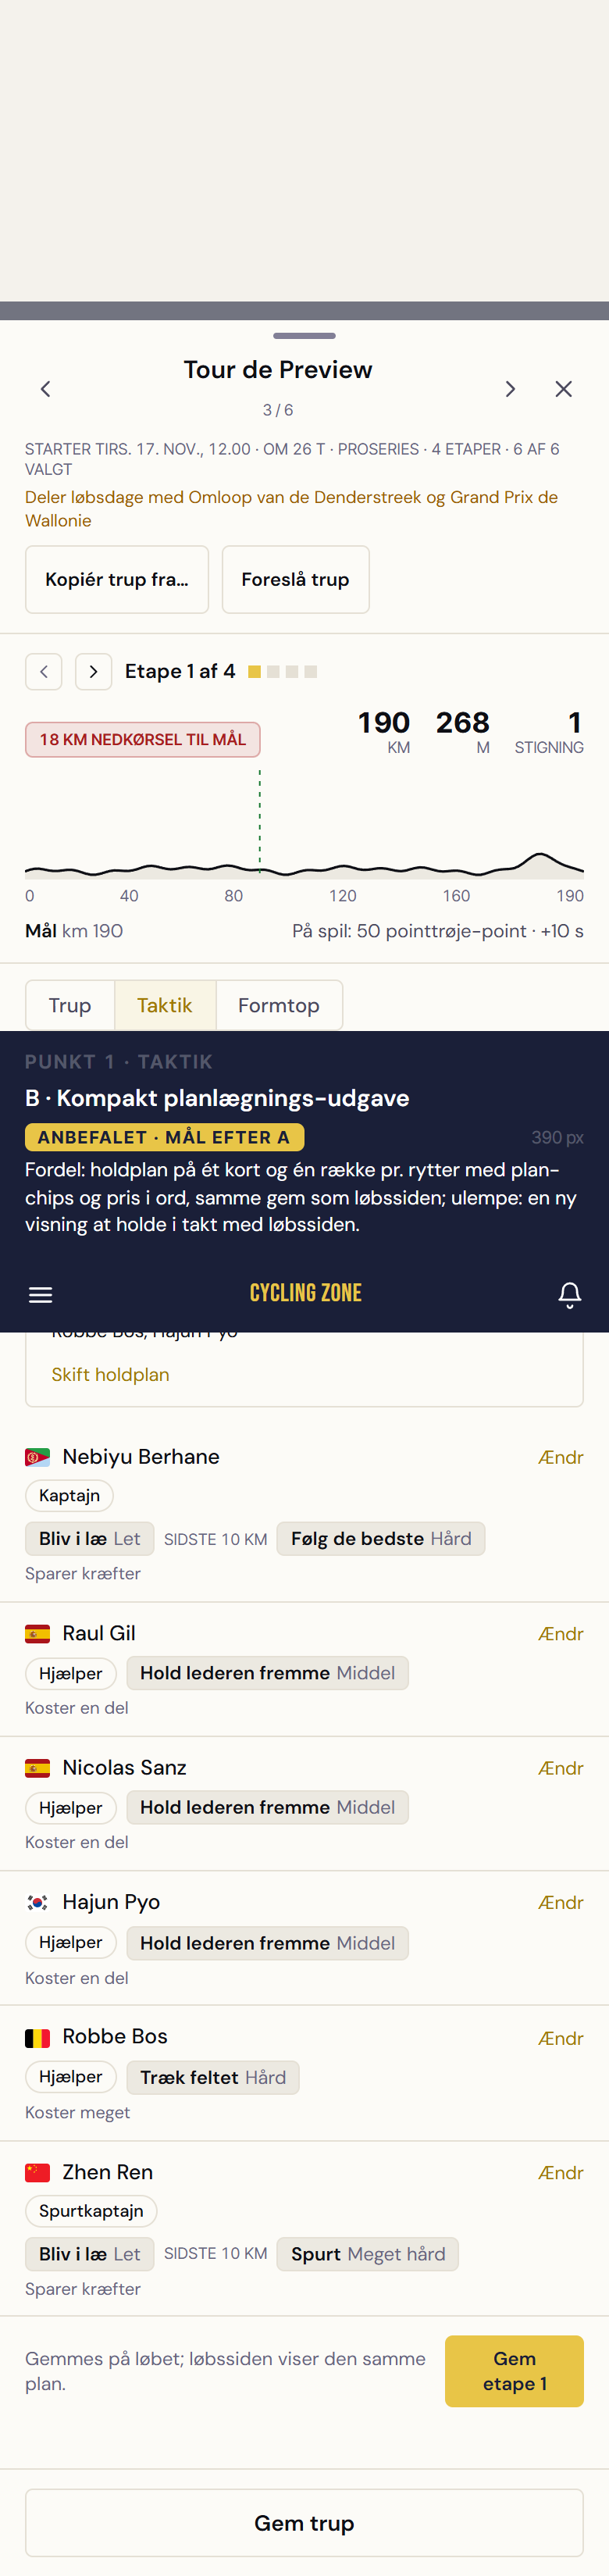 Tour de Preview
3 / 6
STARTER TIRS. 17. NOV., 12.00 · OM 26 T · PROSERIES · 4 ETAPER · 6 AF 6
VALGT
Deler løbsdage med Omloop van de Denderstreek og Grand Prix de
Wallonie
Kopiér trup fra…
Foreslå trup
Etape 1 af 4
18 KM NEDKØRSEL TIL MÅL
190 268 1
KM M STIGNING
0 40 80 120 160 190
Mål km 190
På spil: 50 pointtrøje-point · +10 s
Trup Taktik Formtop
PUNKT 1 · TAKTIK
B · Kompakt planlægnings-udgave
ANBEFALET · MÅL EFTER A
390 px
Fordel: holdplan på ét kort og én række pr. rytter med plan-
chips og pris i ord, samme gem som løbssiden; ulempe: en ny
visning at holde i takt med løbssiden.
CYCLING ZONE
Robbe Bos, Hajun Pyo
Skift holdplan
Nebiyu Berhane Ændr
Kaptajn
Bliv i læ Let SIDSTE 10 KM Følg de bedste Hård
Sparer kræfter
Raul Gil Ændr
Hjælper Hold lederen fremme Middel
Koster en del
Nicolas Sanz Ændr
Hjælper Hold lederen fremme Middel
Koster en del
Hajun Pyo Ændr
Hjælper Hold lederen fremme Middel
Koster en del
Robbe Bos Ændr
Hjælper Træk feltet Hård
Koster meget
Zhen Ren Ændr
Spurtkaptajn
Bliv i læ Let SIDSTE 10 KM Spurt Meget hård
Sparer kræfter
Gemmes på løbet; løbssiden viser den samme
plan.
Gem
etape 1
Gem trup